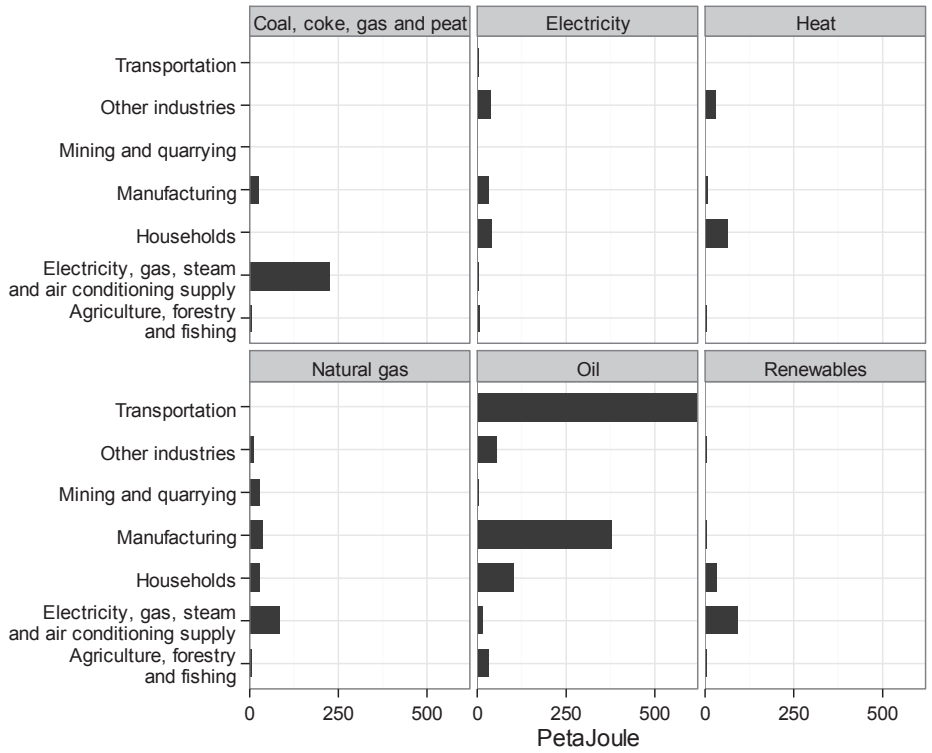 Coal, coke, gas and peat
Electricity
Heat
Transportation
Other industries
Mining and quarrying
Manufacturing
Households
Electricity, gas, steam
and air conditioning supply
Agriculture, forestry
and fishing
Natural gas
Oil
Renewables
Transportation
Other industries
Mining and quarrying
Manufacturing
Households
Electricity, gas, steam
and air conditioning supply
Agriculture, forestry
and fishing
0 250 500 0 250 500 0 250 500
PetaJoule